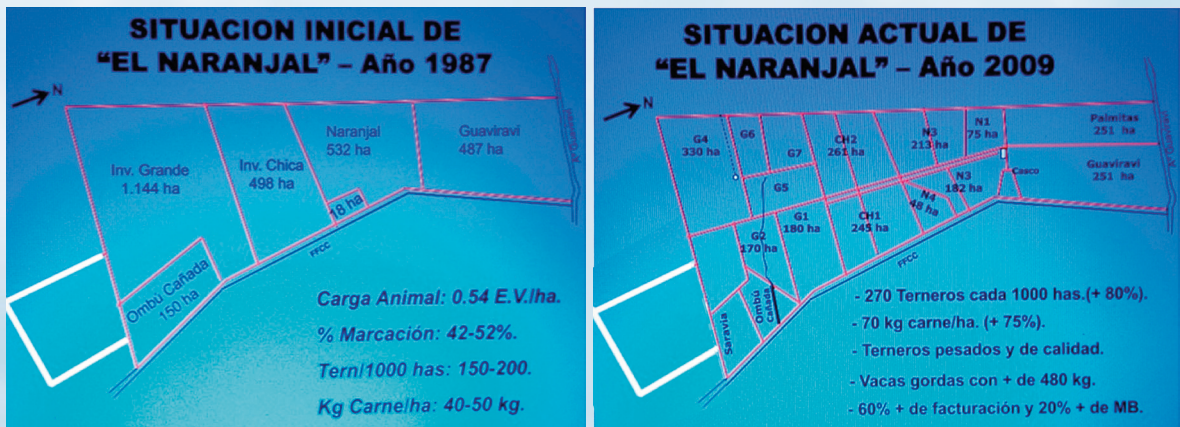 SITUACION INICIAL DE
"EL NARANJAL" – Año 1987
N
Naranjal
532 ha
Guaviraví
487 ha
Inv. Grande
1.144 ha
Inv. Chica
498 ha
18 ha
FFCC
Ombú Cañada
150 ha
Aº Guaviraví
Carga Animal: 0.54 E.V./ha.
% Marcación: 42-52%.
Tern/1000 has: 150-200.
Kg Carne/ha: 40-50 kg.
SITUACION ACTUAL DE
"EL NARANJAL" – Año 2009
N
G4
330 ha
G6
G7
G5
CH2
261 ha
N3
213 ha
N1
75 ha
Palmitas
251 ha
Guaviraví
251 ha
Aº Guaviraví
Casco
N3
182 ha
N4
48 ha
G1
180 ha
CH1
245 ha
G2
170 ha
FFCC
Ombú
Cañada
Saravia
- 270 Terneros cada 1000 has.(+ 80%).
- 70 kg carne/ha. (+ 75%).
- Terneros pesados y de calidad.
- Vacas gordas con + de 480 kg.
- 60% + de facturación y 20% + de MB.